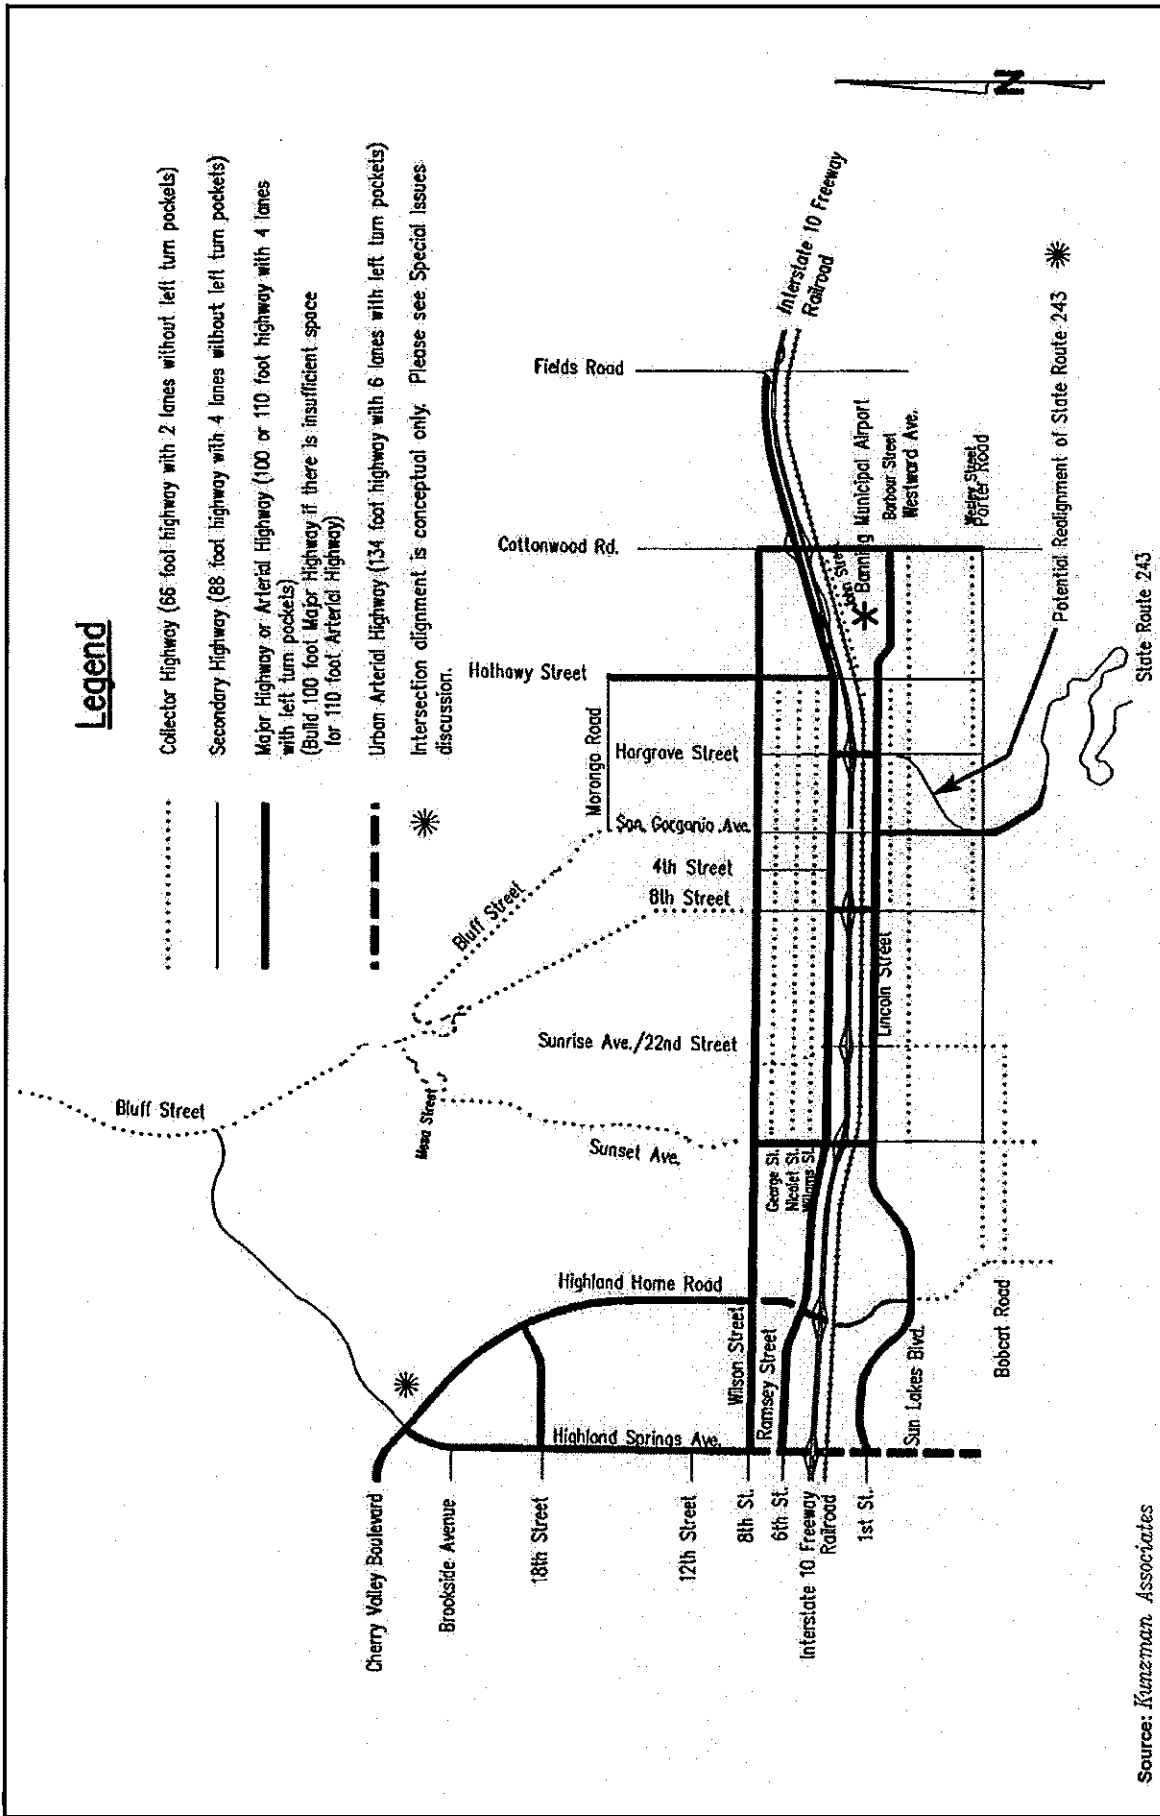 Legend
Collector Highway (66 foot highway with 2 lanes without left turn pockets)
Secondary Highway (88 foot highway with 4 lanes without left turn pockets)
Major Highway or Arterial Highway (100 or 110 foot highway with 4 lanes
with left turn pockets)
(Build 100 foot Major Highway if there is insufficient space
for 110 foot Arterial Highway)
Urban Arterial Highway (134 foot highway with 6 lanes with left turn pockets)
Intersection alignment is conceptual only. Please see Special Issues
discussion.
N
Bluff Street
Mesa Street
Sunset Ave.
Bluff Street
Morongo Road
Cherry Valley Boulevard
Brookside Avenue
18th Street
12th Street
8th St.
6th St.
Interstate 10 Freeway
Railroad
1st St.
Highland Springs Ave.
Highland Home Road
Sunrise Ave./22nd Street
8th Street
4th Street
San Gorgonio Ave.
Hargrave Street
Hathawy Street
Cottonwood Rd.
Fields Road
Wilson Street
Ramsey Street
George St.
Nicolet St.
Williams St.
Lincoln Street
Sun Lakes Blvd.
Bobcat Road
Interstate 10 Freeway
Railroad
John Street
Banning Municipal Airport
Barbour Street
Westward Ave.
Wesley Street
Porter Road
Potential Realignment of State Route 243
State Route 243
Source: Kunzman Associates